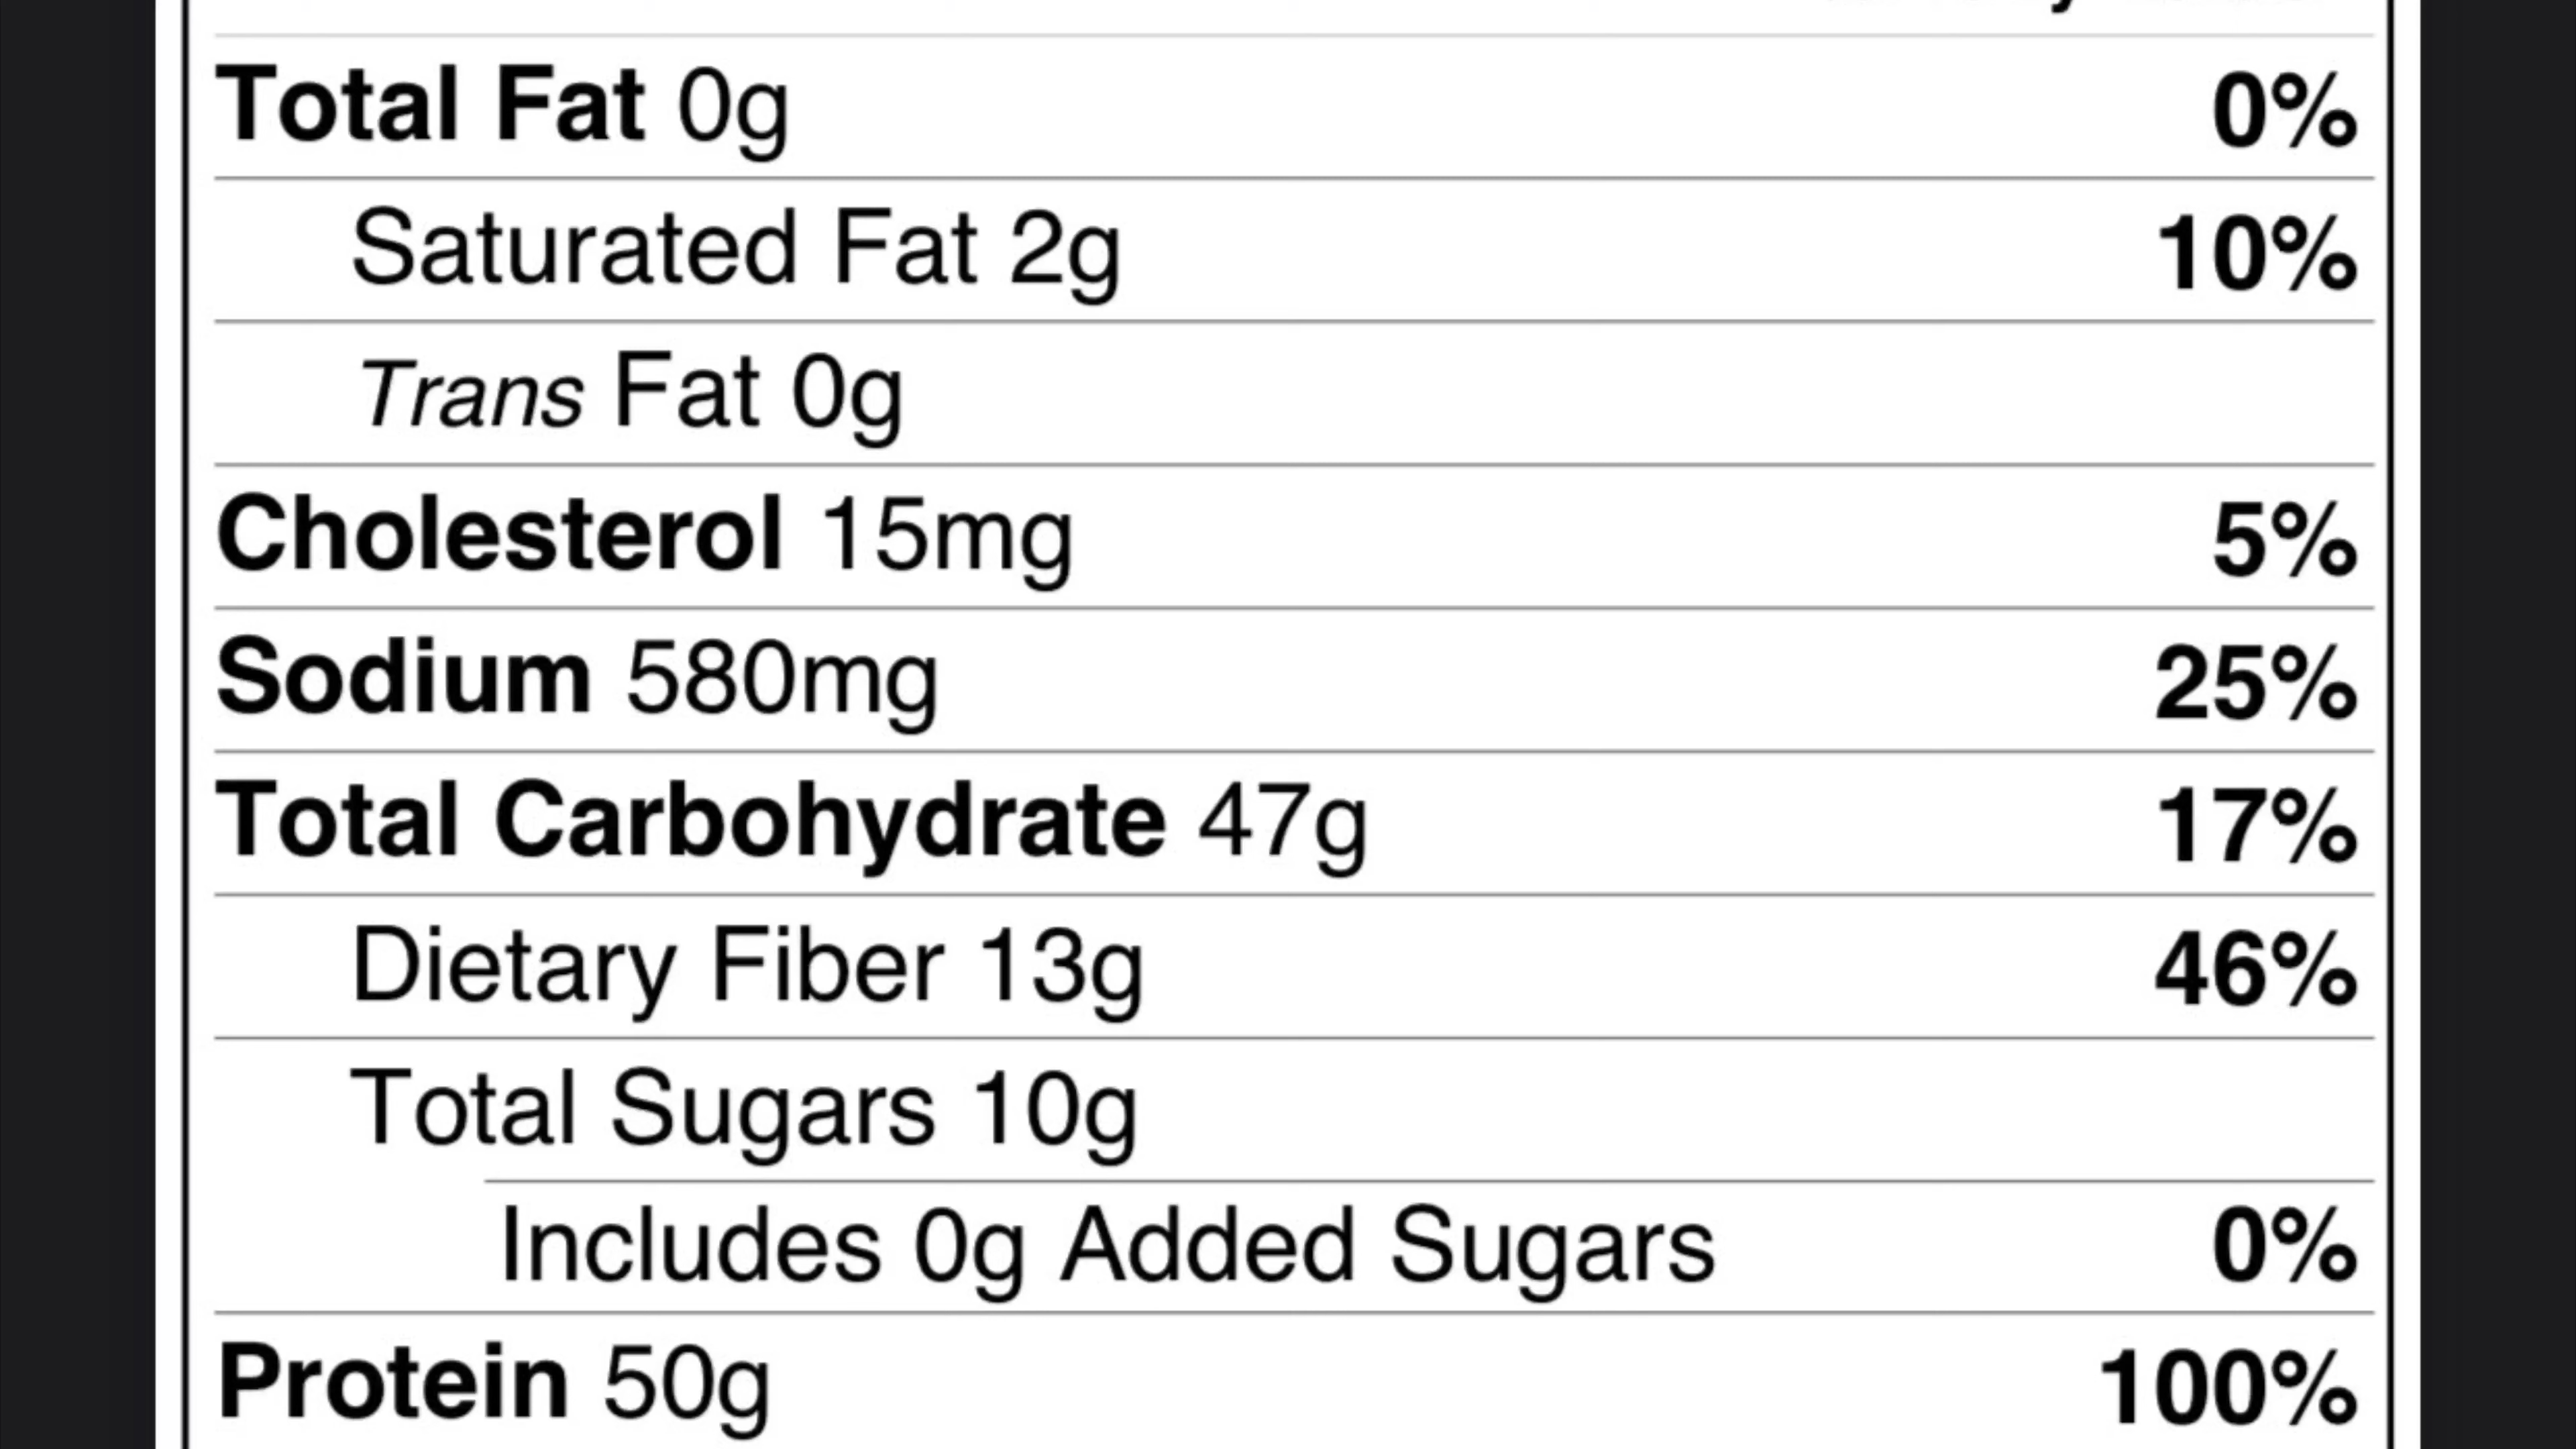 Total Fat 0g 0%
Saturated Fat 2g 10%
Trans Fat 0g
Cholesterol 15mg 5%
Sodium 580mg 25%
Total Carbohydrate 47g 17%
Dietary Fiber 13g 46%
Total Sugars 10g
Includes 0g Added Sugars 0%
Protein 50g 100%